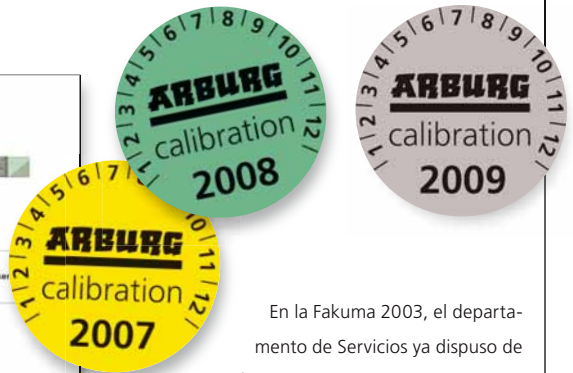 1 2 3 4 5 6 7 8 9 10 11 12
ARBURG
calibration
2008
1 2 3 4 5 6 7 8 9 10 11 12
ARBURG
calibration
2009
1 2 3 4 5 6 7 8 10 11 12
ARBURG
calibration
2007
En la Fakuma 2003, el departa-
mento de Servicios ya dispuso de